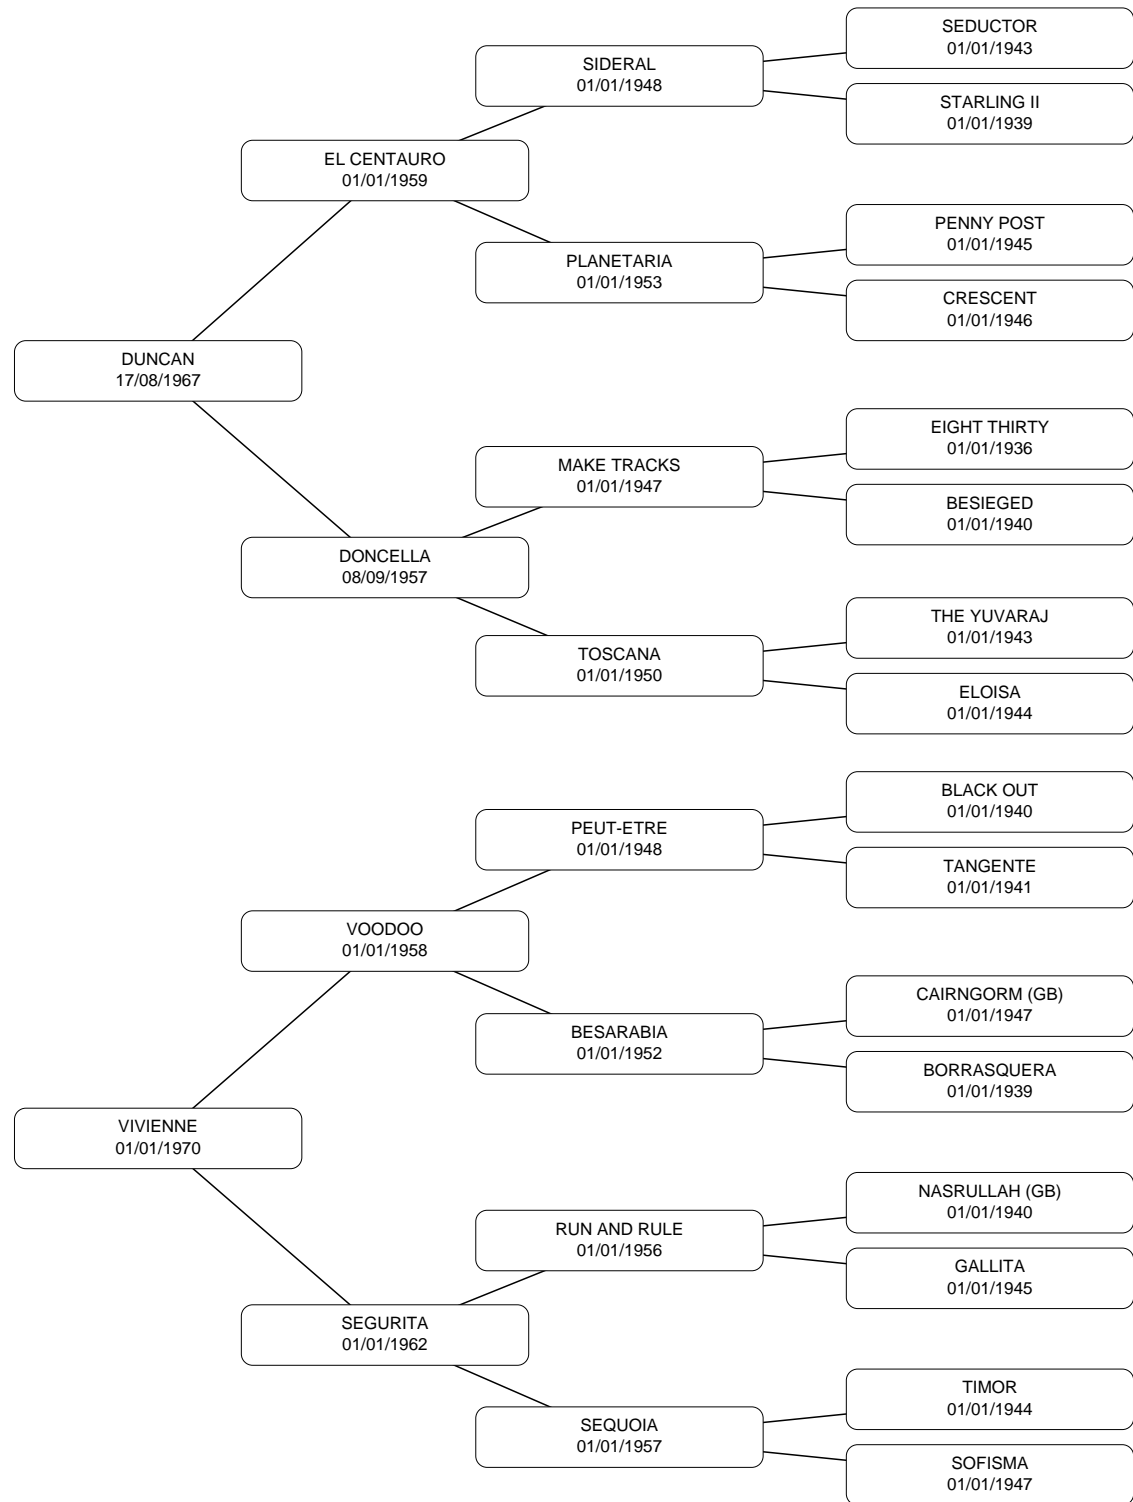 SEDUCTOR
01/01/1943
SIDERAL
01/01/1948
STARLING II
01/01/1939
EL CENTAURO
01/01/1959
PENNY POST
01/01/1945
PLANETARIA
01/01/1953
CRESCENT
01/01/1946
DUNCAN
17/08/1967
EIGHT THIRTY
01/01/1936
MAKE TRACKS
01/01/1947
BESIEGED
01/01/1940
DONCELLA
08/09/1957
THE YUVARAJ
01/01/1943
TOSCANA
01/01/1950
ELOISA
01/01/1944
BLACK OUT
01/01/1940
PEUT-ETRE
01/01/1948
TANGENTE
01/01/1941
VOODOO
01/01/1958
CAIRNGORM (GB)
01/01/1947
BESARABIA
01/01/1952
BORRASQUERA
01/01/1939
VIVIENNE
01/01/1970
NASRULLAH (GB)
01/01/1940
RUN AND RULE
01/01/1956
GALLITA
01/01/1945
SEGURITA
01/01/1962
TIMOR
01/01/1944
SEQUOIA
01/01/1957
SOFISMA
01/01/1947